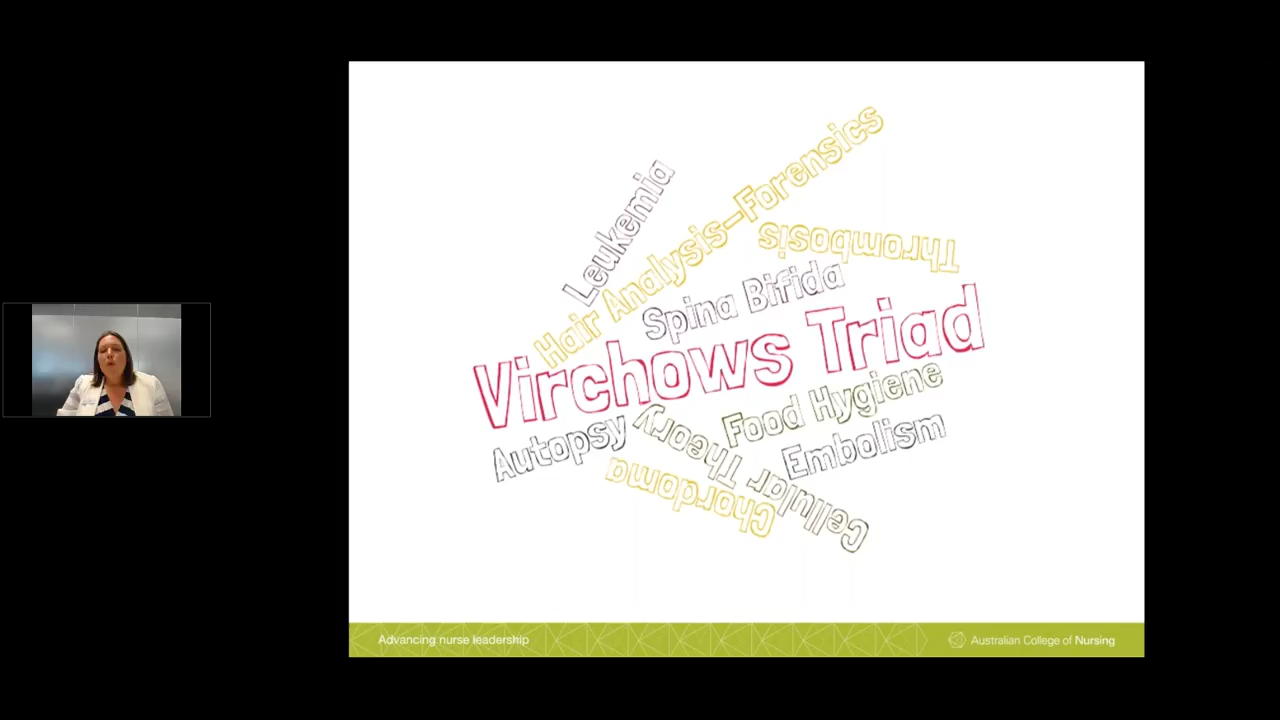 Leukemia
Hair Analysis-Forensics
Thrombosis
Spina Bifida
Virchows Triad
Food Hygiene
Autopsy
Cellular Theory
Embolism
Chordoma
Advancing nurse leadership
Australian College of Nursing